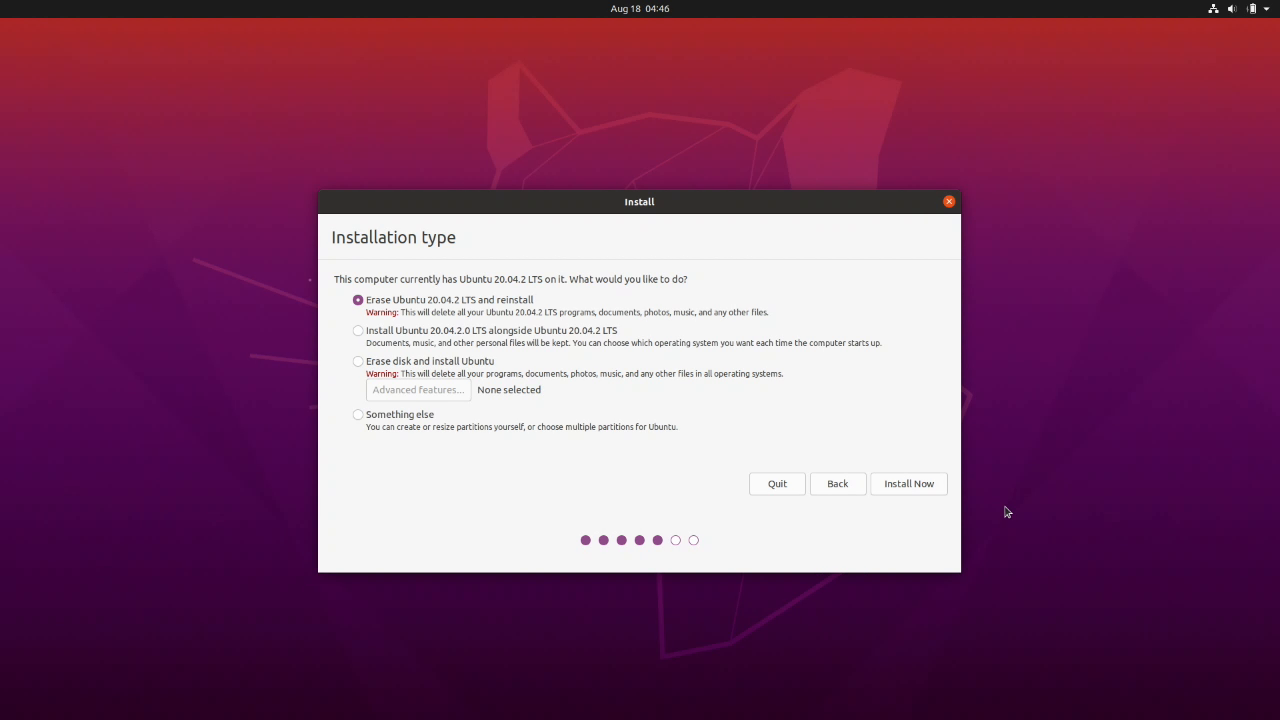 Aug 18 04:46
Install
Installation type
This computer currently has Ubuntu 20.04.2 LTS on it. What would you like to do?
Erase Ubuntu 20.04.2 LTS and reinstall
Warning: This will delete all your Ubuntu 20.04.2 LTS programs, documents, photos, music, and any other files.
Install Ubuntu 20.04.2.0 LTS alongside Ubuntu 20.04.2 LTS
Documents, music, and other personal files will be kept. You can choose which operating system you want each time the computer starts up.
Erase disk and install Ubuntu
Warning: This will delete all your programs, documents, photos, music, and any other files in all operating systems.
Advanced features... None selected
Something else
You can create or resize partitions yourself, or choose multiple partitions for Ubuntu.
Quit Back Install Now